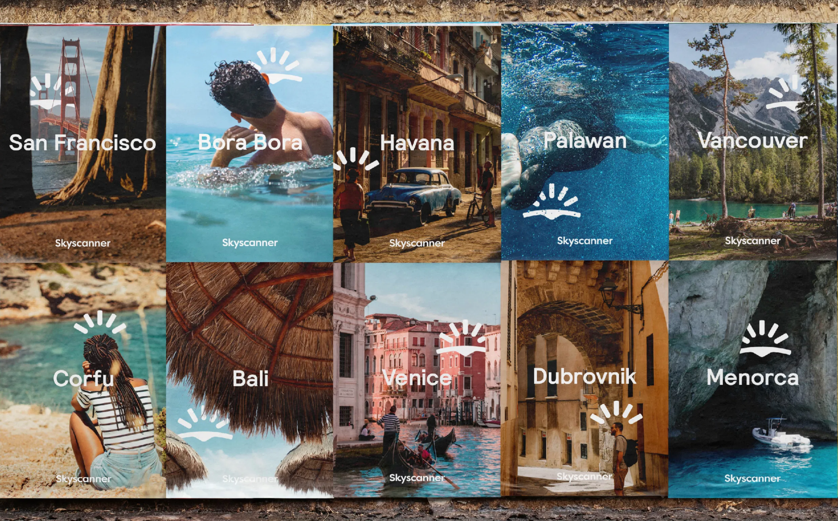 San Francisco
Skyscanner
Bora Bora
Skyscanner
Havana
Skyscanner
Palawan
Skyscanner
Vancouver
Skyscanner
Corfu
Skyscanner
Bali
Skyscanner
Venice
Skyscanner
Dubrovnik
Skyscanner
Menorca
Skyscanner